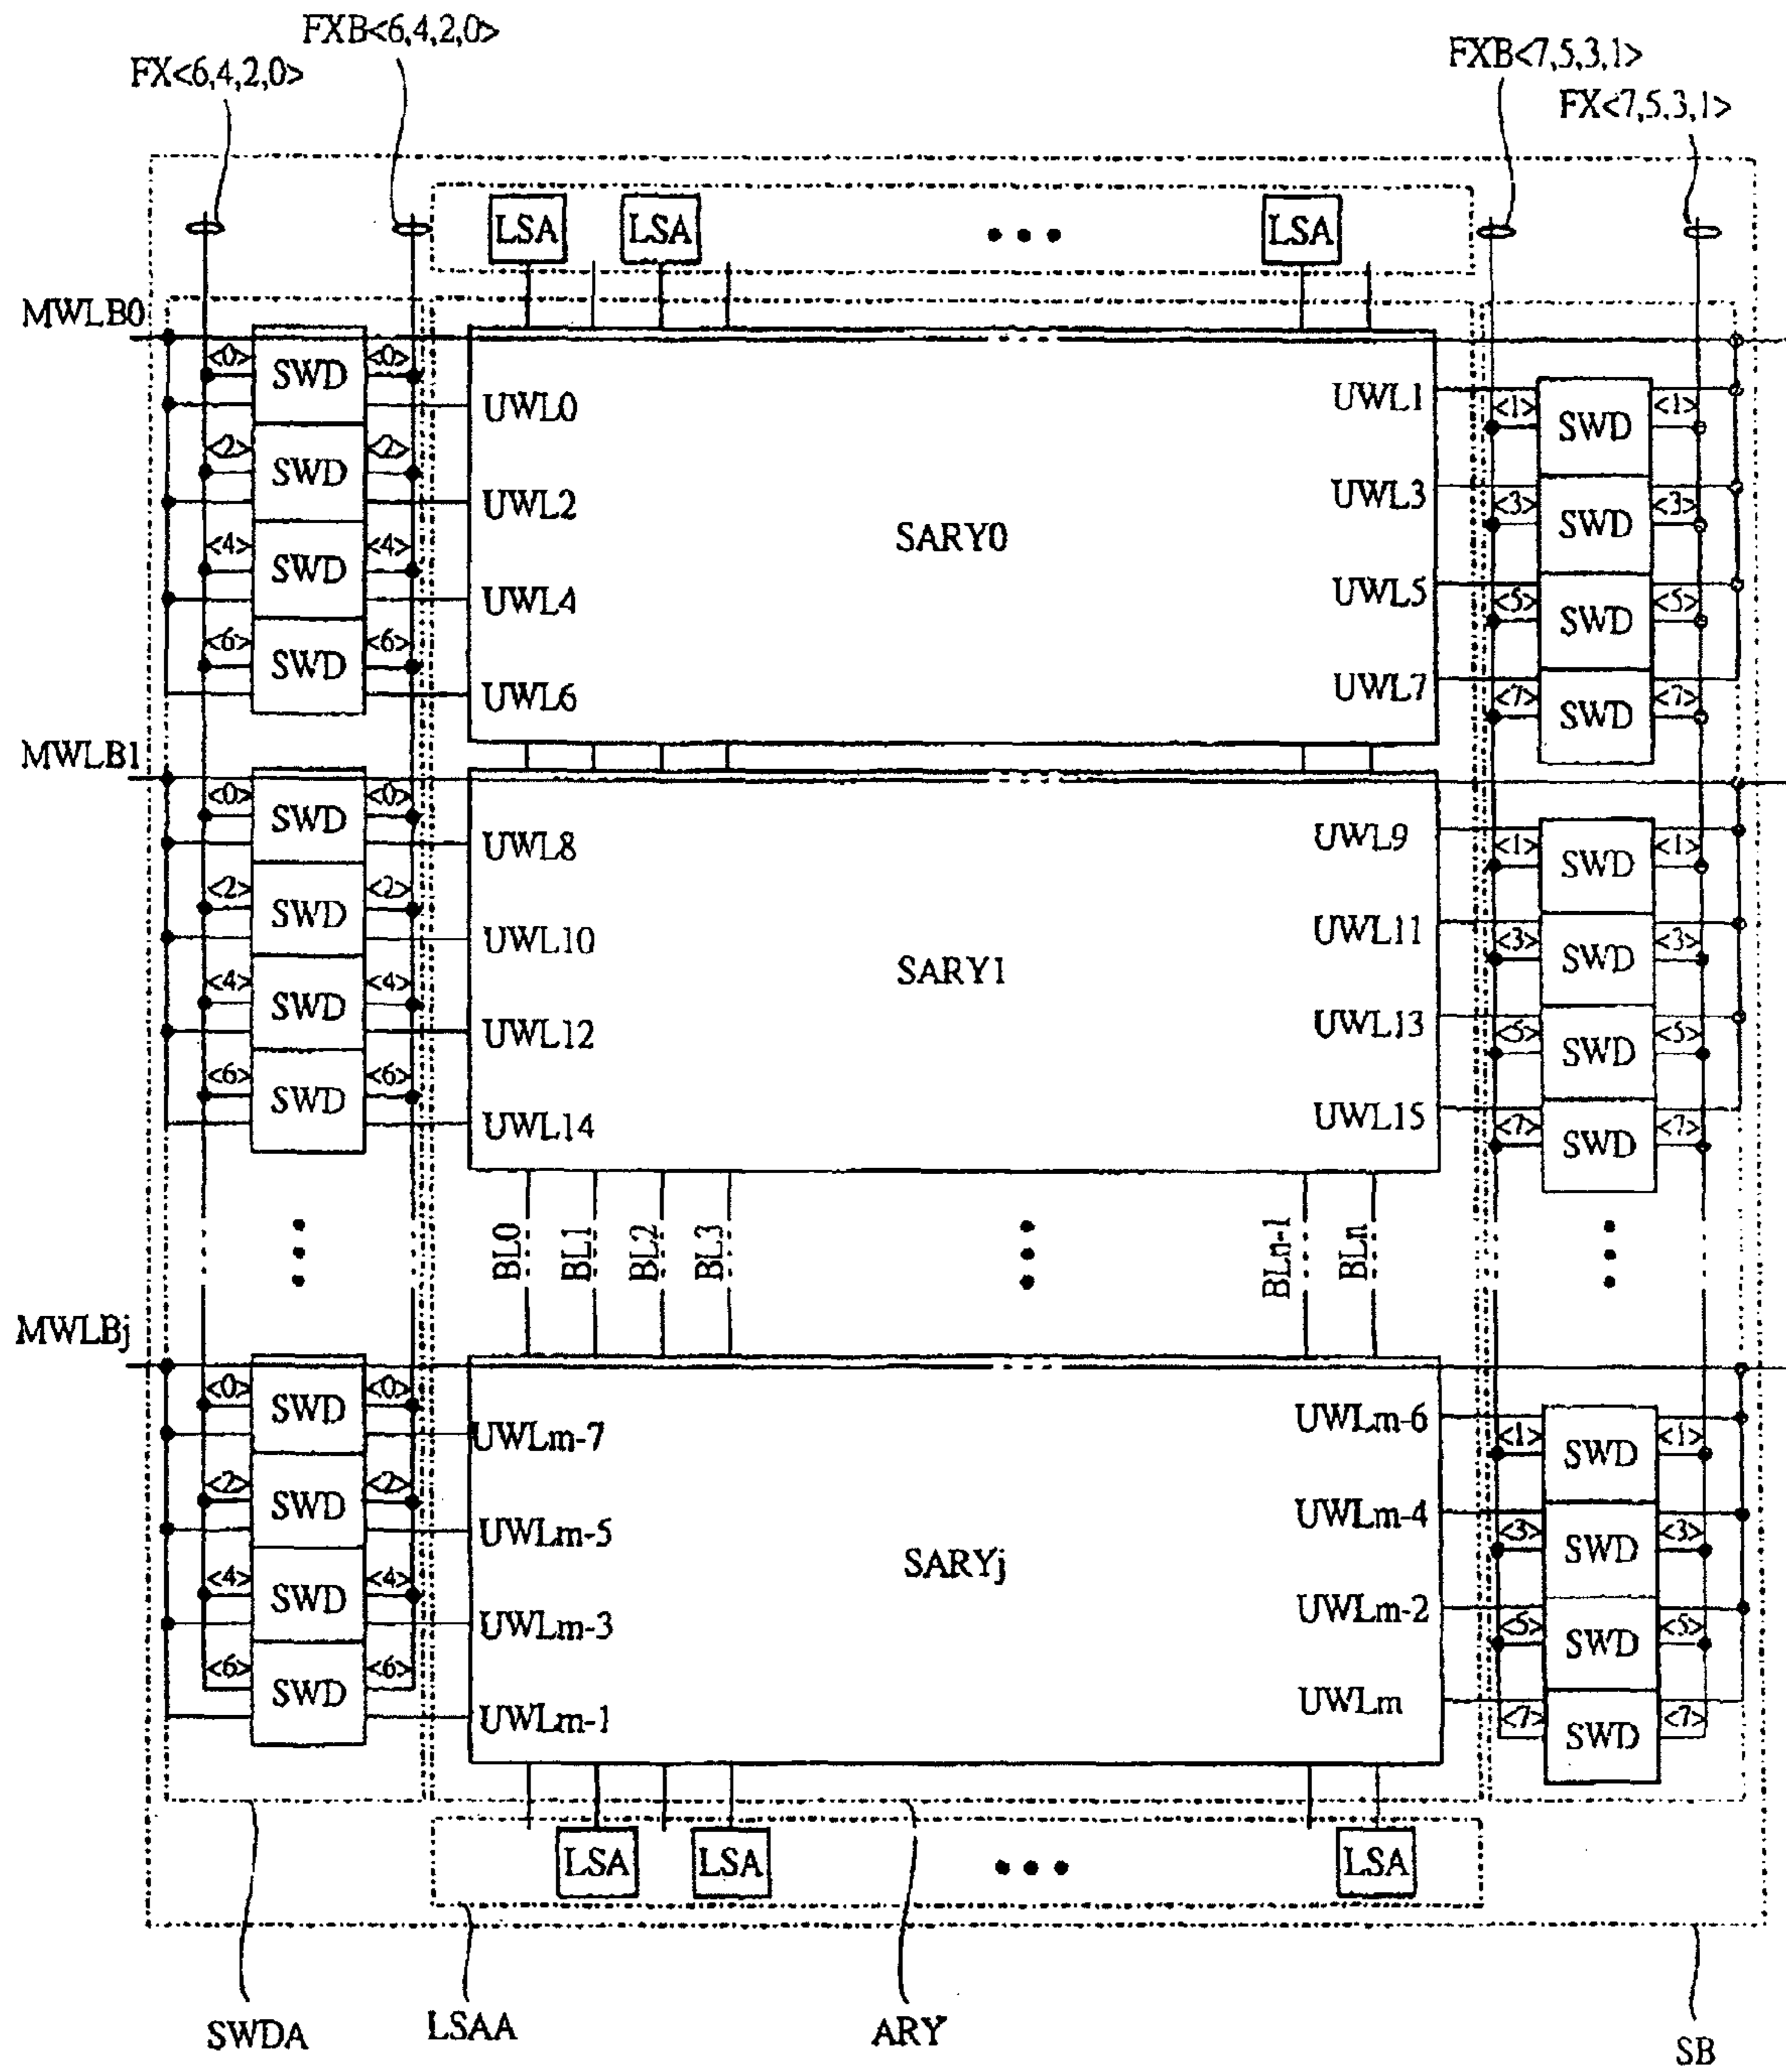 FXB<6,4,2,0>
FX<6,4,2,0>
FXB<7,5,3,1>
FX<7,5,3,1>
LSA LSA LSA
MWLB0
<0> SWD <0>
UWL0
<2> SWD <2>
UWL2
<4> SWD <4>
UWL4
<6> SWD <6>
UWL6
SARY0
UWL1
<1> SWD <1>
UWL3
<3> SWD <3>
UWL5
<5> SWD <5>
UWL7
<7> SWD <7>
MWLB1
<0> SWD <0>
UWL8
<2> SWD <2>
UWL10
<4> SWD <4>
UWL12
<6> SWD <6>
UWL14
SARY1
UWL9
<1> SWD <1>
UWL11
<3> SWD <3>
UWL13
<5> SWD <5>
UWL15
<7> SWD <7>
BL0
BL1
BL2
BL3
BLn-1
BLn
MWLBj
<0> SWD <0>
UWLm-7
<2> SWD <2>
UWLm-5
<4> SWD <4>
UWLm-3
<6> SWD <6>
UWLm-1
SARYj
UWLm-6
<1> SWD <1>
UWLm-4
<3> SWD <3>
UWLm-2
<5> SWD <5>
UWLm
<7> SWD <7>
LSA LSA LSA
SWDA
LSAA
ARY
SB